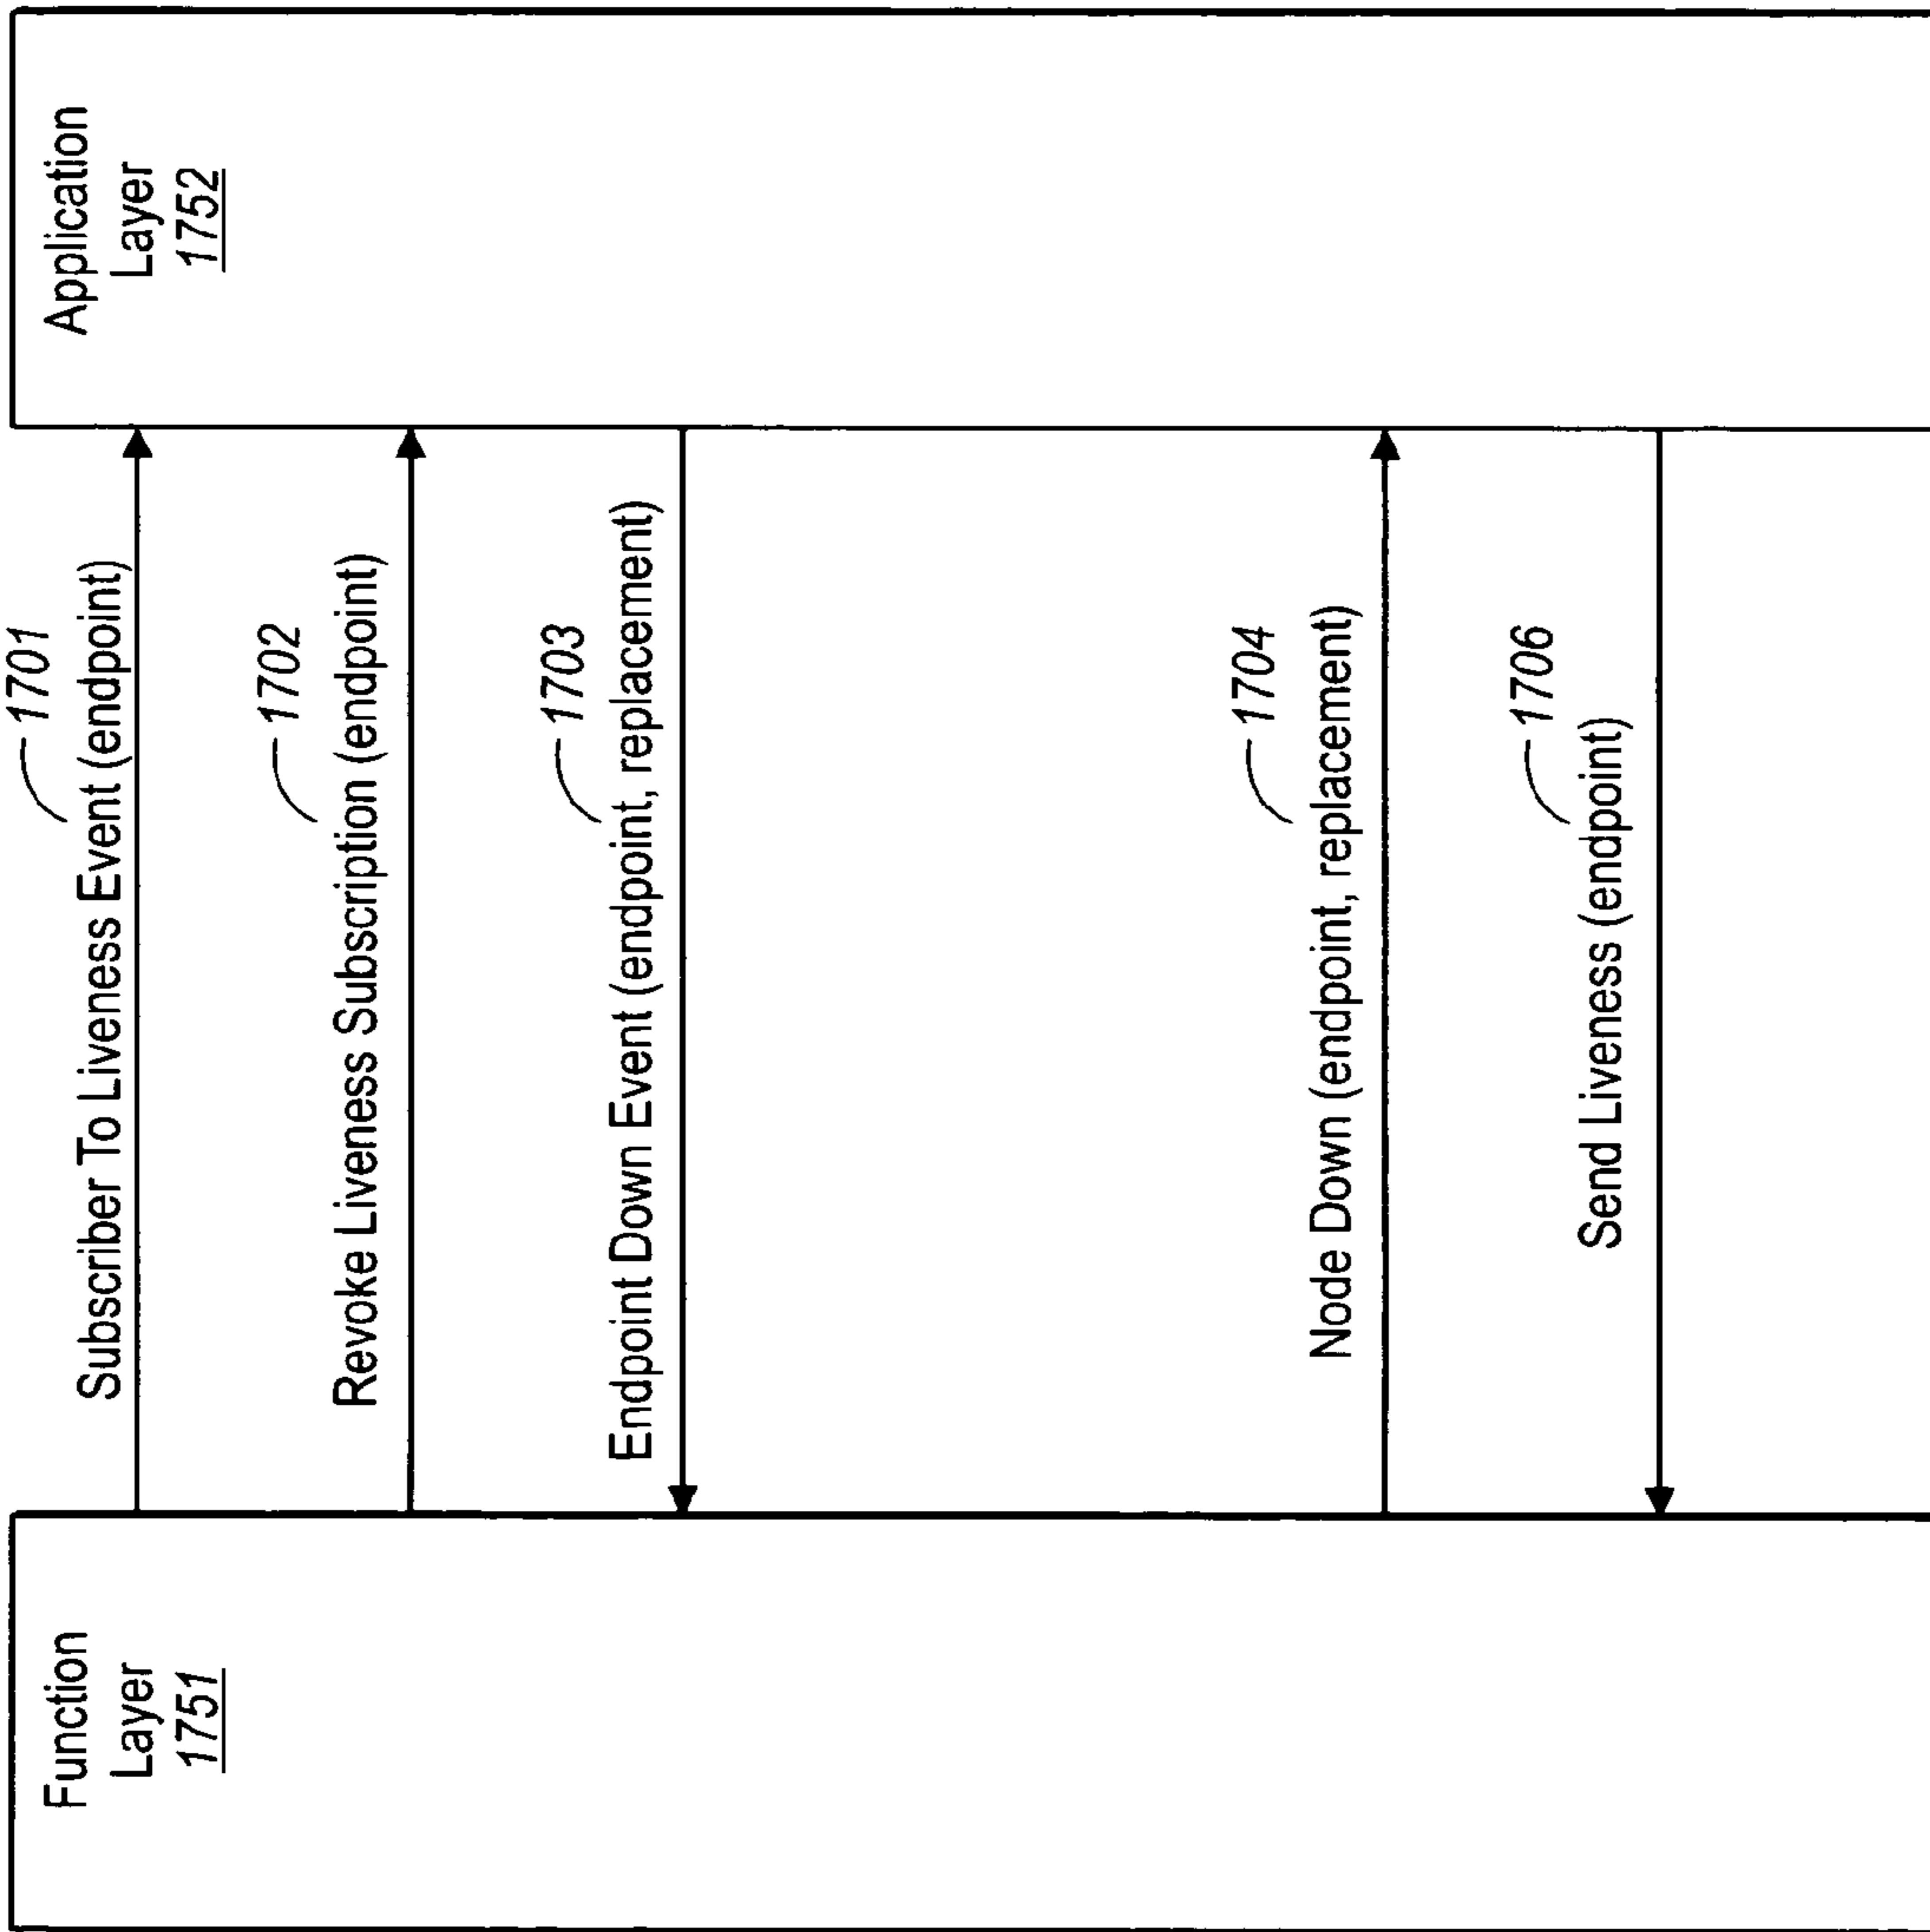 Function
Layer
1751
Application
Layer
1752
1701
Subscriber To Liveness Event (endpoint)
1702
Revoke Liveness Subscription (endpoint)
1703
Endpoint Down Event (endpoint, replacement)
1704
Node Down (endpoint, replacement)
1706
Send Liveness (endpoint)